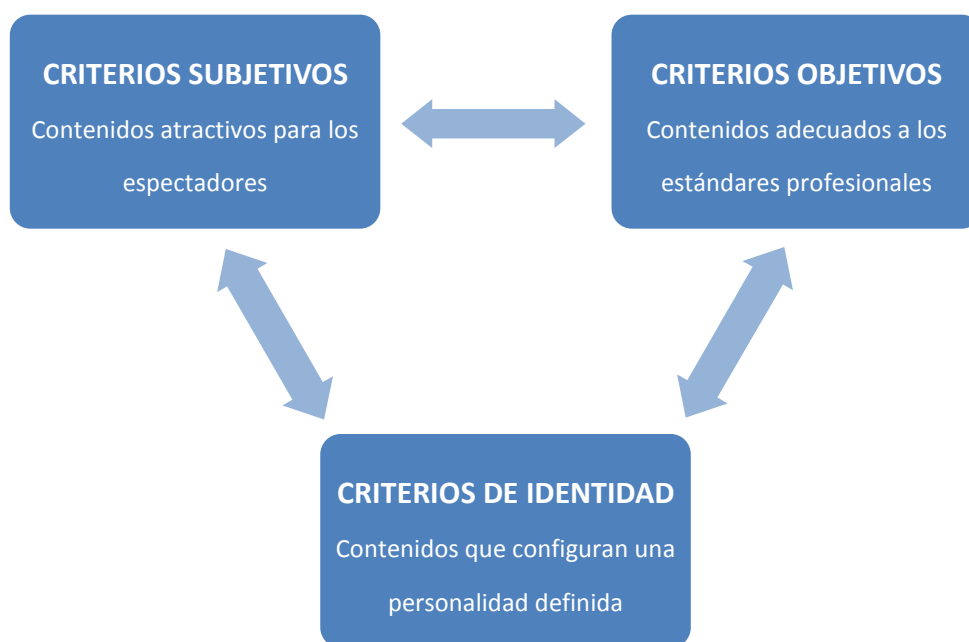 CRITERIOS SUBJETIVOS
Contenidos atractivos para los
espectadores
CRITERIOS OBJETIVOS
Contenidos adecuados a los
estándares profesionales
CRITERIOS DE IDENTIDAD
Contenidos que configuran una
personalidad definida